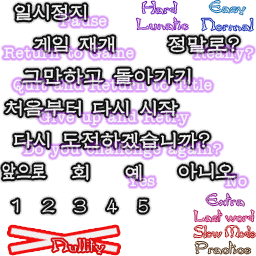 일시정지 Pause Hard Easy
Lunatic Normal
게임 재개 Return to Game 정말로? Really?
그만하고 돌아가기 Quit and Return to Title
처음부터 다시 시작 Give up and Retry
다시 도전하겠습니까? Do you challenge again?
앞으로 회 예 Yes 아니오 No
1 2 3 4 5 Extra
Last word
Slow Mode
Nullity Practice